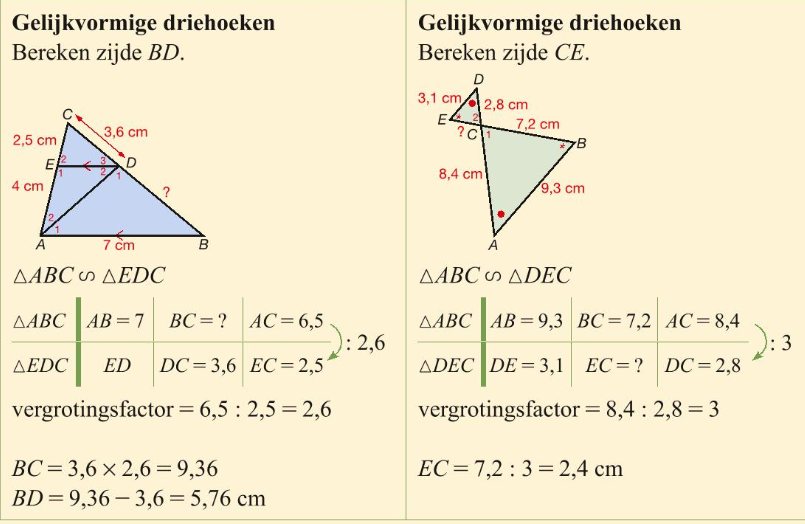 Gelijkvormige driehoeken
Bereken zijde BD.
C
3,6 cm
2,5 cm
E
2
3
D
1
2
1
4 cm
?
2
1
A
7 cm
B
△ABC ∽ △EDC
△ABC AB = 7 BC = ? AC = 6,5
: 2,6
△EDC ED DC = 3,6 EC = 2,5
vergrotingsfactor = 6,5 : 2,5 = 2,6
BC = 3,6 × 2,6 = 9,36
BD = 9,36 − 3,6 = 5,76 cm
Gelijkvormige driehoeken
Bereken zijde CE.
D
3,1 cm
2,8 cm
E
*
2
7,2 cm
?
C
1
B
*
8,4 cm
9,3 cm
A
△ABC ∽ △DEC
△ABC AB = 9,3 BC = 7,2 AC = 8,4
: 3
△DEC DE = 3,1 EC = ? DC = 2,8
vergrotingsfactor = 8,4 : 2,8 = 3
EC = 7,2 : 3 = 2,4 cm